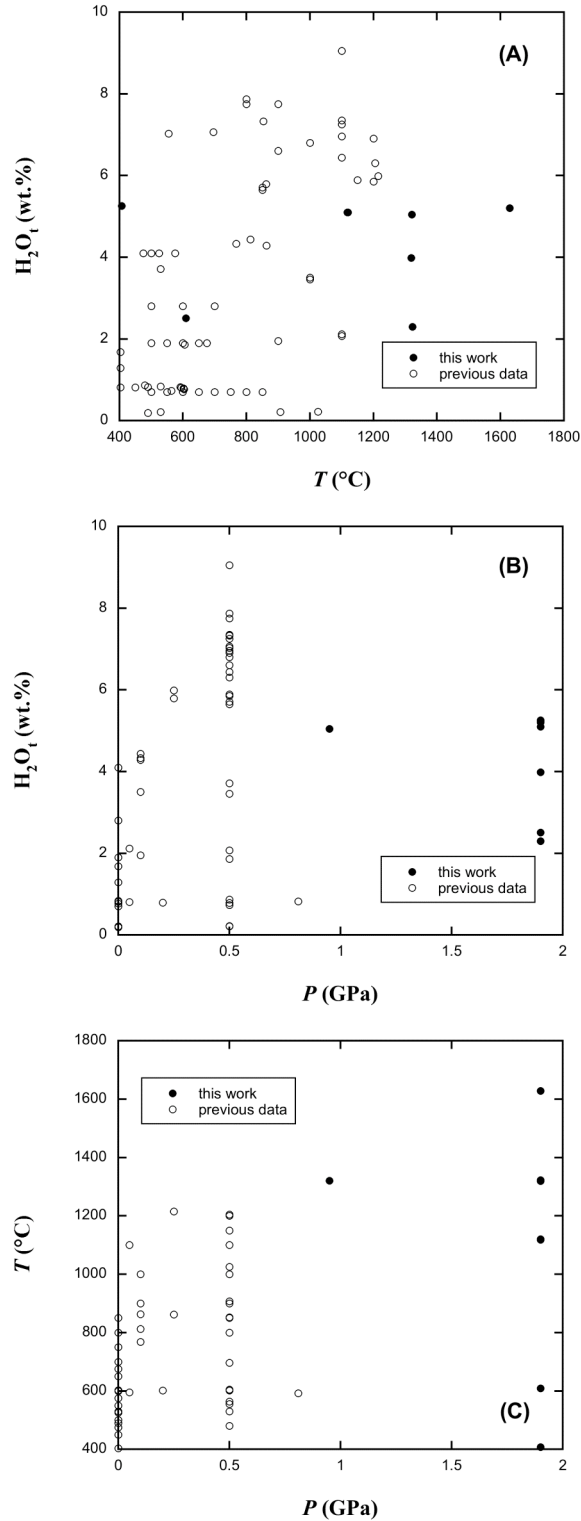 10
8
6
4
2
0
H₂Oₜ (wt.%)
(A)
this work
previous data
400 600 800 1000 1200 1400 1600 1800
T (°C)
10
8
6
4
2
0
H₂Oₜ (wt.%)
(B)
this work
previous data
0 0.5 1 1.5 2
P (GPa)
1800
1600
1400
1200
1000
800
600
400
T (°C)
this work
previous data
(C)
0 0.5 1 1.5 2
P (GPa)